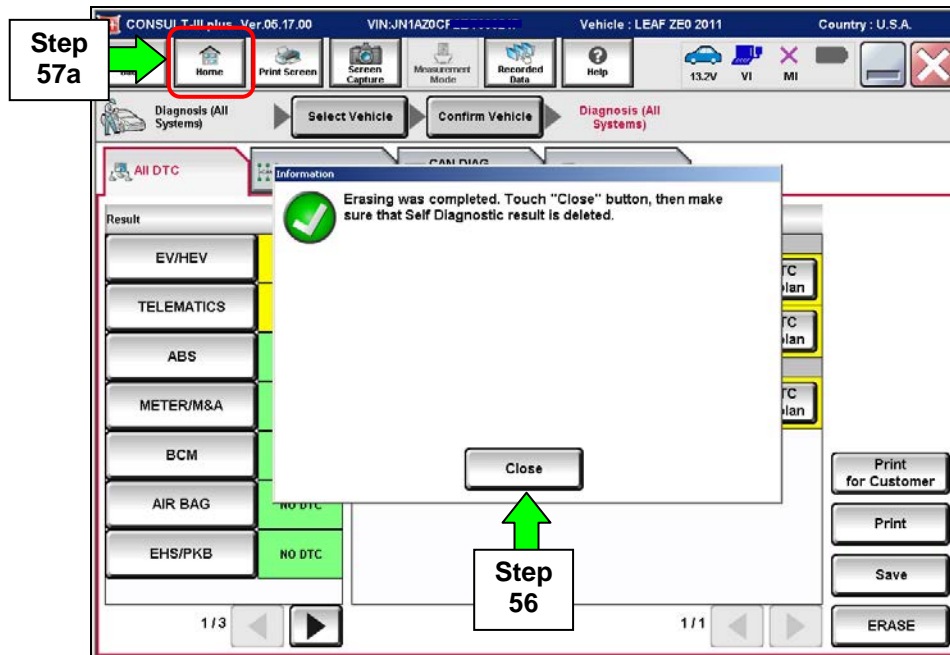 CONSULT-III plus Ver.05.17.00 VIN:JN1AZ0CP Vehicle : LEAF ZE0 2011 Country : U.S.A.
Step
57a
Home
Print Screen
Screen
Capture
Measurement
Mode
Recorded
Data
Help
13.2V
VI
MI
Diagnosis (All
Systems)
Select Vehicle
Confirm Vehicle
Diagnosis (All
Systems)
All DTC
CAN DIAG
Information
Erasing was completed. Touch "Close" button, then make
sure that Self Diagnostic result is deleted.
Result
EV/HEV
TELEMATICS
ABS
METER/M&A
BCM
AIR BAG
NO DTC
EHS/PKB
NO DTC
Close
Step
56
Print
for Customer
Print
Save
ERASE
1/3
1/1